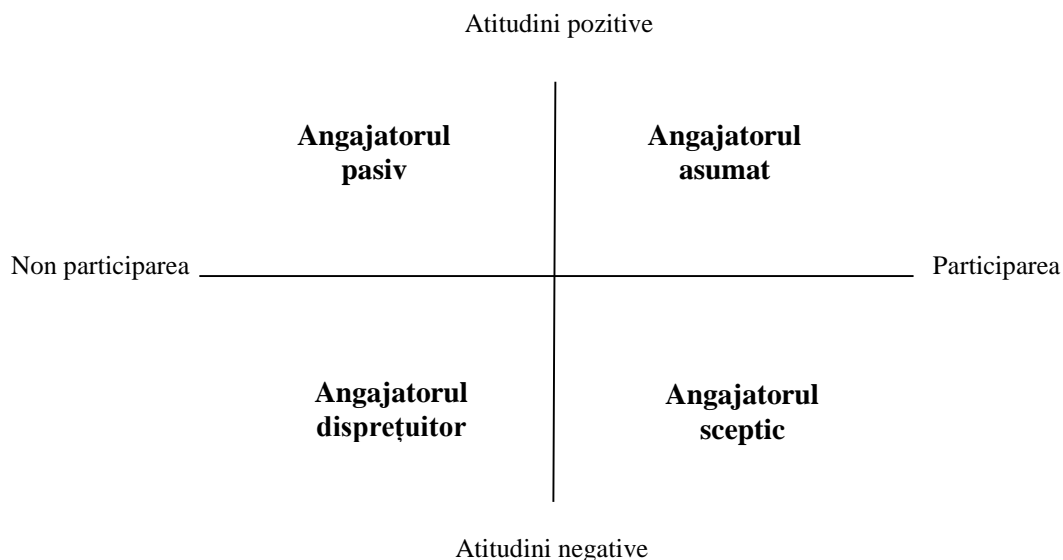 Atitudini pozitive
Angajatorul
pasiv
Angajatorul
asumat
Non participarea
Participarea
Angajatorul
disprețuitor
Angajatorul
sceptic
Atitudini negative